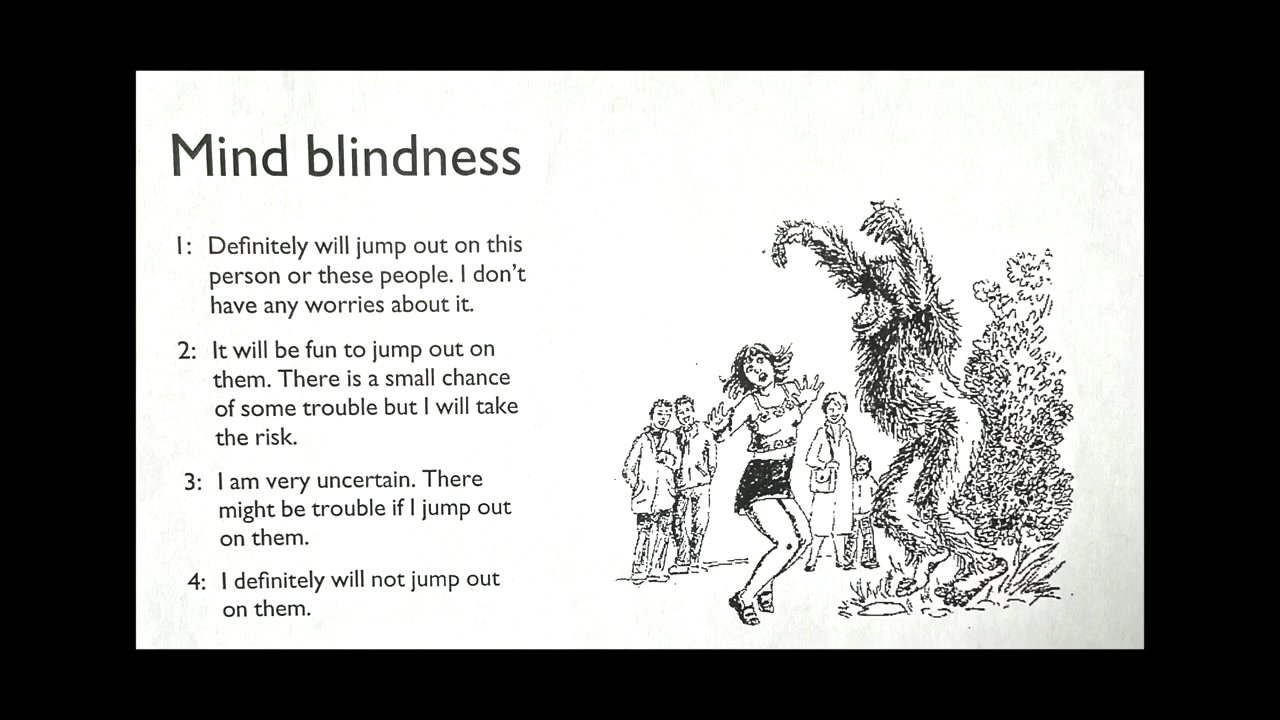 Mind blindness
1: Definitely will jump out on this
person or these people. I don't
have any worries about it.
2: It will be fun to jump out on
them. There is a small chance
of some trouble but I will take
the risk.
3: I am very uncertain. There
might be trouble if I jump out
on them.
4: I definitely will not jump out
on them.